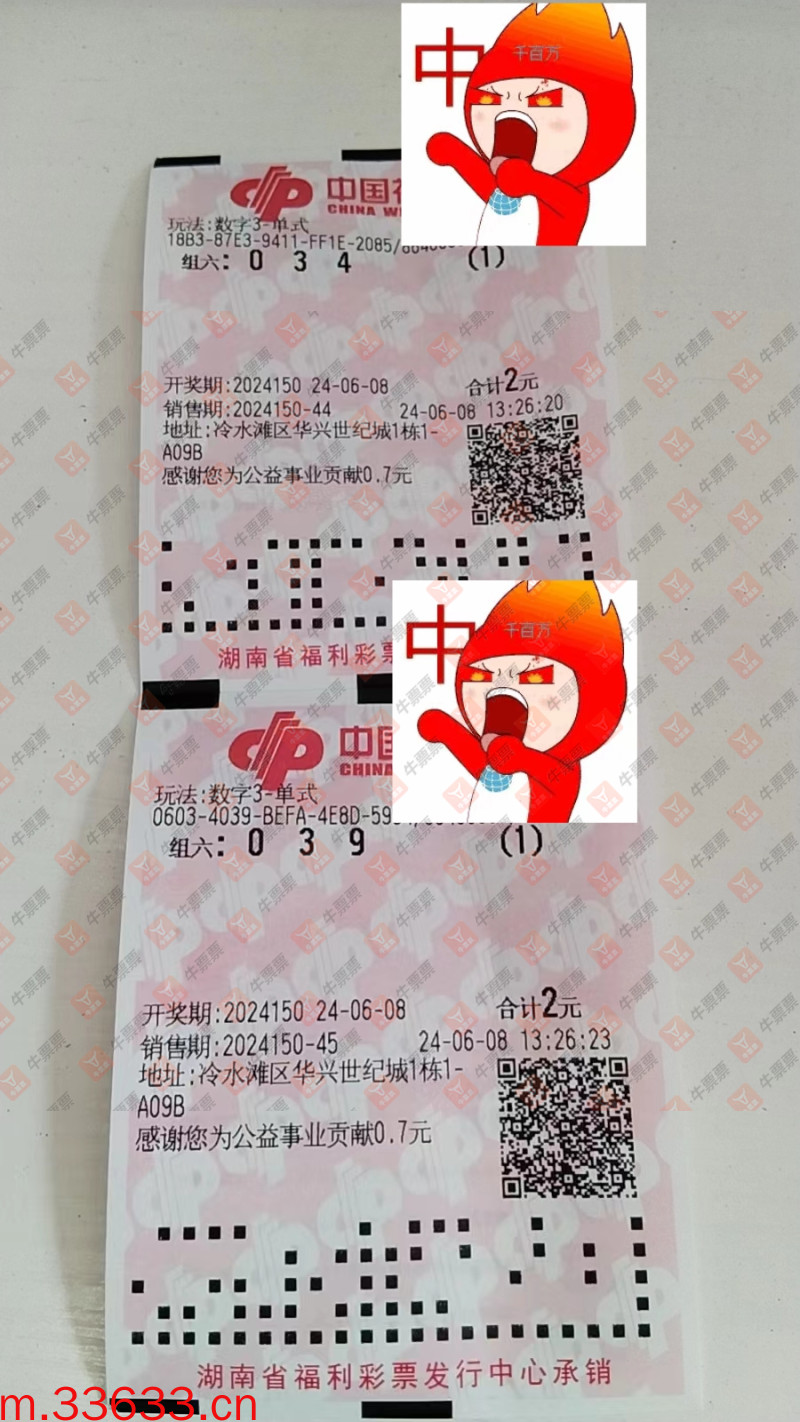 中
千百万
中国
CHINA W
玩法:数字3-单式
18B3-87E3-9411-FF1E-2085/
组六: 0 3 4 (1)
开奖期:2024150 24-06-08 合计2元
销售期:2024150-44 24-06-08 13:26:20
地址:冷水滩区华兴世纪城1栋1-
A09B
感谢您为公益事业贡献0.7元
湖南省福利彩票
中
千百万
中国
CHINA
玩法:数字3-单式
0603-4039-BEFA-4E8D-59
组六: 0 3 9 (1)
开奖期:2024150 24-06-08 合计2元
销售期:2024150-45 24-06-08 13:26:23
地址:冷水滩区华兴世纪城1栋1-
A09B
感谢您为公益事业贡献0.7元
湖南省福利彩票发行中心承销
m.33633.cn
牛票票